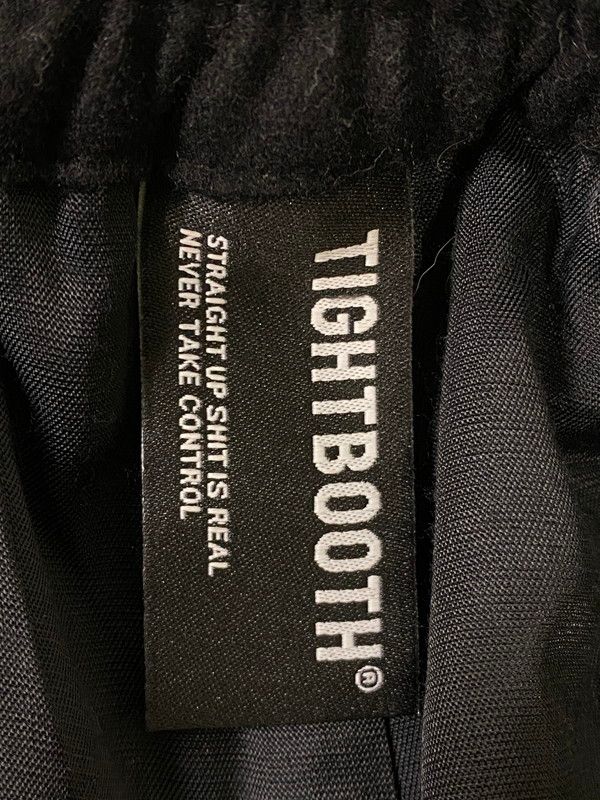 TIGHTBOOTH®
STRAIGHT UP SHIT IS REAL
NEVER TAKE CONTROL